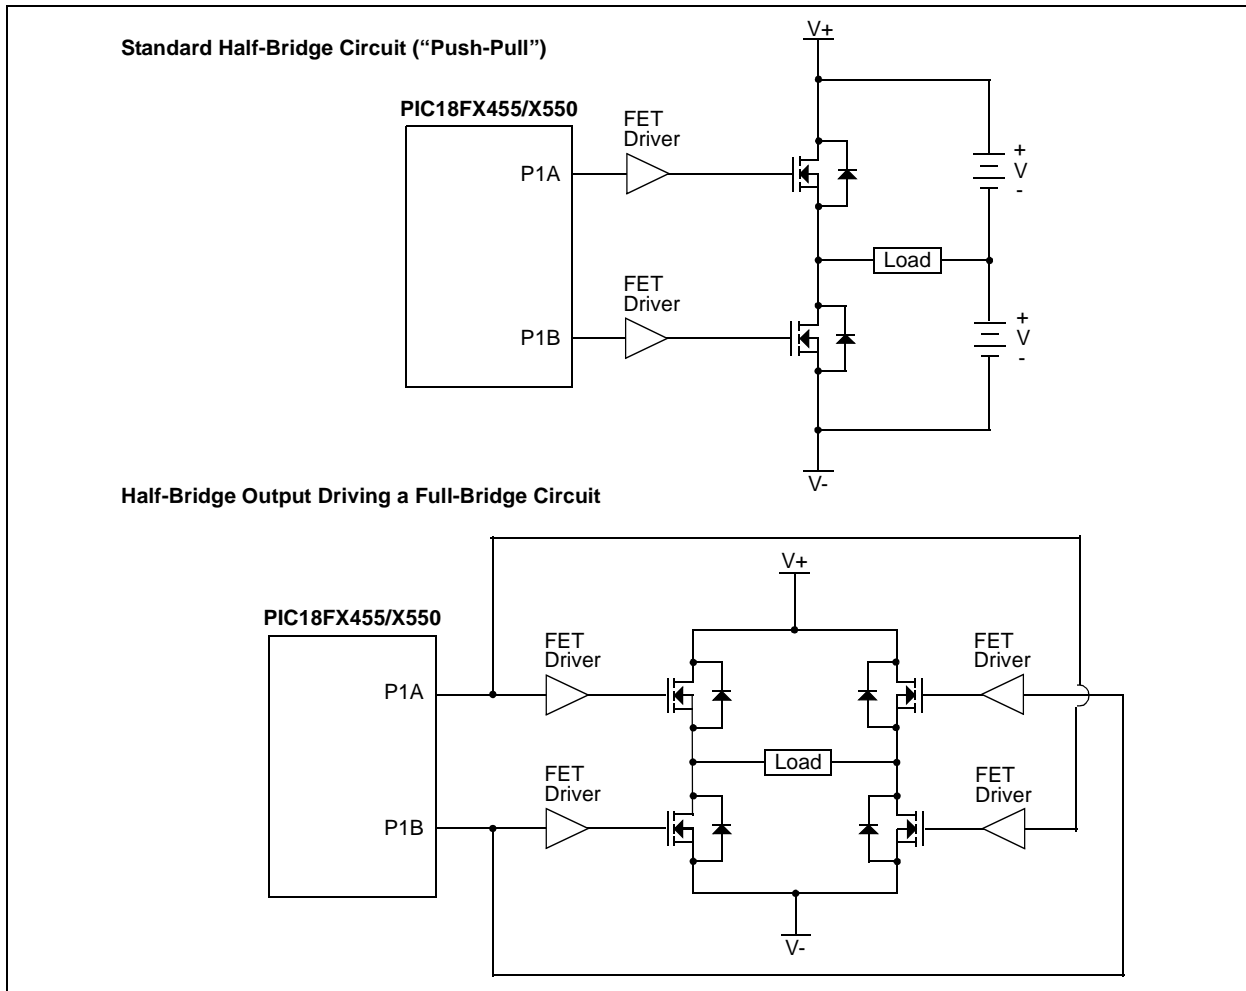 Standard Half-Bridge Circuit (“Push-Pull”)
V+
PIC18FX455/X550
FET
Driver
P1A
+
V
-
Load
FET
Driver
P1B
+
V
-
V-
Half-Bridge Output Driving a Full-Bridge Circuit
V+
PIC18FX455/X550
FET
Driver
FET
Driver
P1A
Load
FET
Driver
FET
Driver
P1B
V-